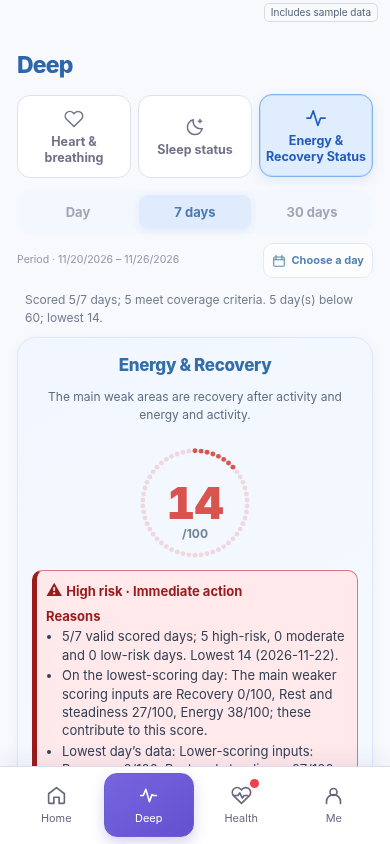 Includes sample data
Deep
Heart &
breathing
Sleep status
Energy &
Recovery Status
Day
7 days
30 days
Period · 11/20/2026 – 11/26/2026
Choose a day
Scored 5/7 days; 5 meet coverage criteria. 5 day(s) below
60; lowest 14.
Energy & Recovery
The main weak areas are recovery after activity and
energy and activity.
14
/100
High risk · Immediate action
Reasons
• 5/7 valid scored days; 5 high-risk, 0 moderate
and 0 low-risk days. Lowest 14 (2026-11-22).
• On the lowest-scoring day: The main weaker
scoring inputs are Recovery 0/100, Rest and
steadiness 27/100, Energy 38/100; these
contribute to this score.
• Lowest day’s data: Lower-scoring inputs:
Home
Deep
Health
Me